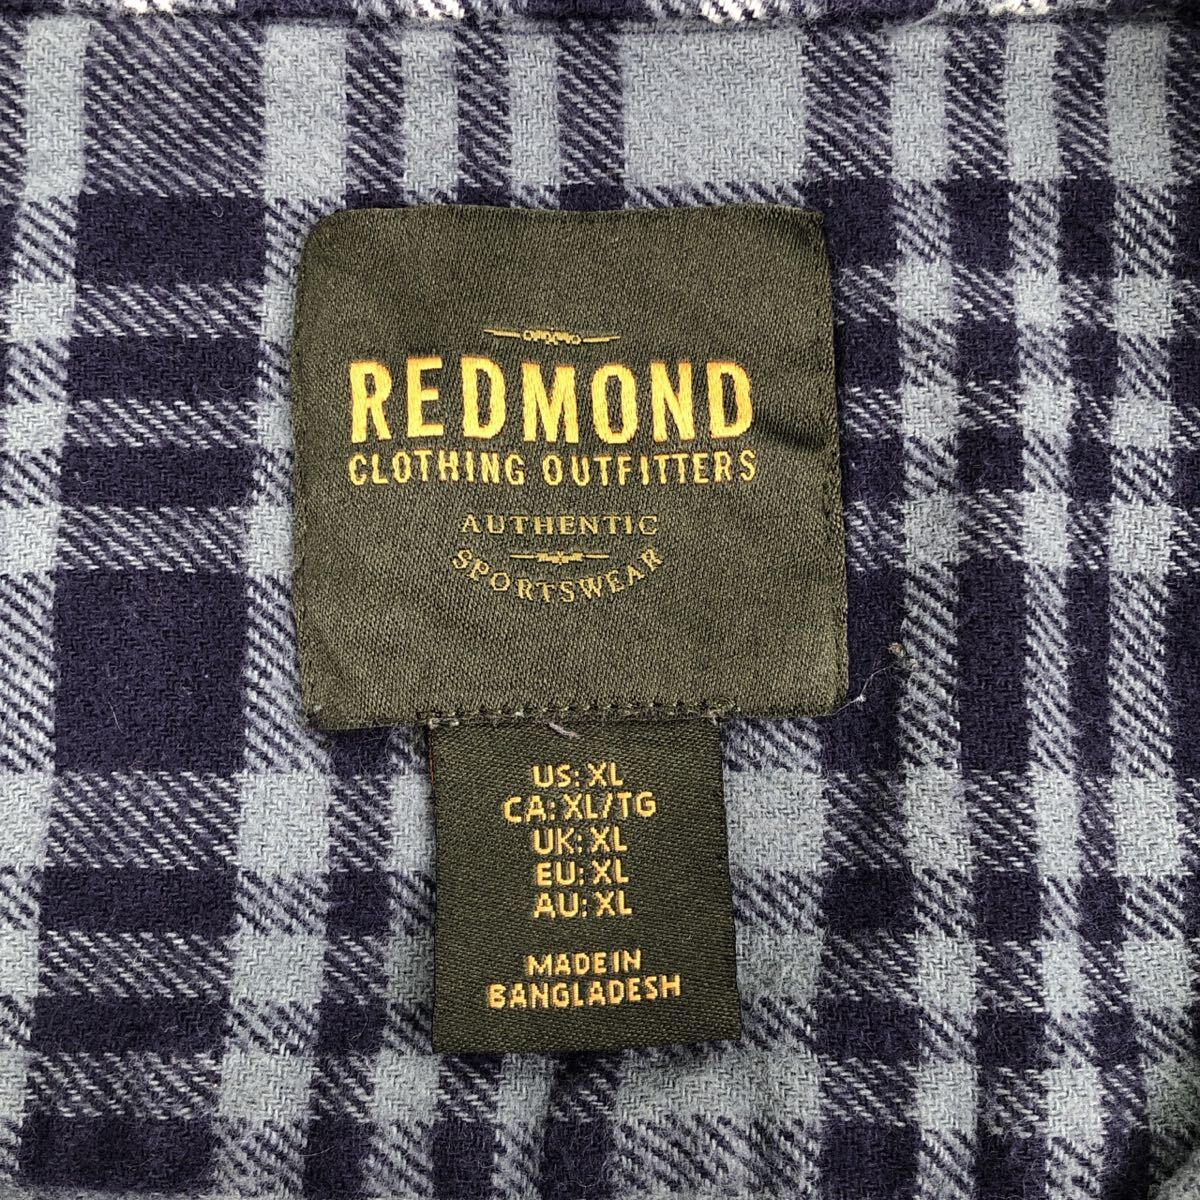 REDMOND
CLOTHING OUTFITTERS
AUTHENTIC
SPORTSWEAR
US: XL
CA: XL/TG
UK: XL
EU: XL
AU: XL
MADE IN
BANGLADESH